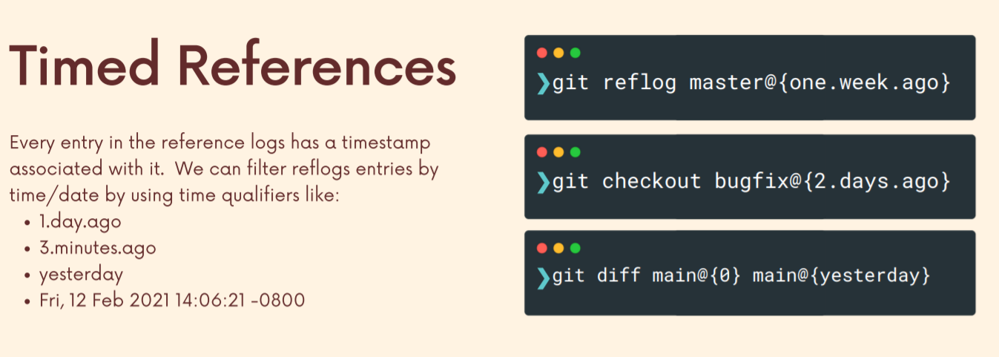 Timed References
Every entry in the reference logs has a timestamp
associated with it.  We can filter reflogs entries by
time/date by using time qualifiers like:
• 1.day.ago
• 3.minutes.ago
• yesterday
• Fri, 12 Feb 2021 14:06:21 -0800
❯git reflog master@{one.week.ago}
❯git checkout bugfix@{2.days.ago}
❯git diff main@{0} main@{yesterday}